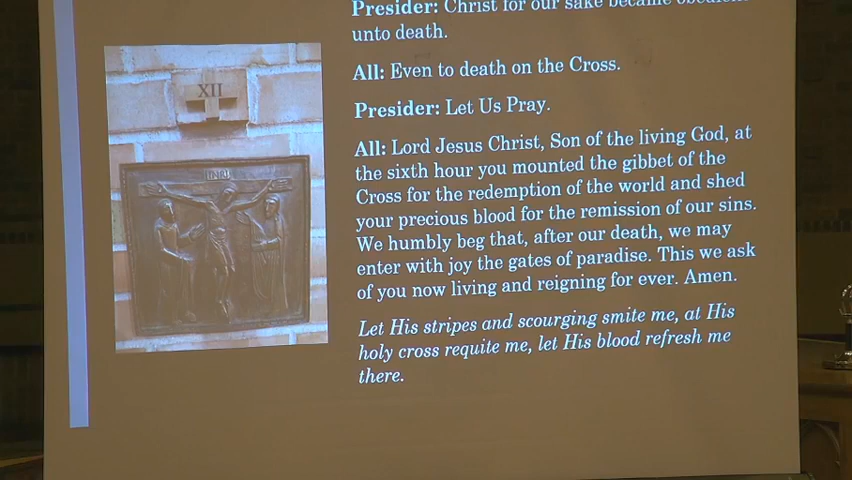 Presider: Christ for our sake became obedient
unto death.
All: Even to death on the Cross.
Presider: Let Us Pray.
All: Lord Jesus Christ, Son of the living God, at
the sixth hour you mounted the gibbet of the
Cross for the redemption of the world and shed
your precious blood for the remission of our sins.
We humbly beg that, after our death, we may
enter with joy the gates of paradise. This we ask
of you now living and reigning for ever. Amen.
Let His stripes and scourging smite me, at His
holy cross requite me, let His blood refresh me
there.
XII
INRI